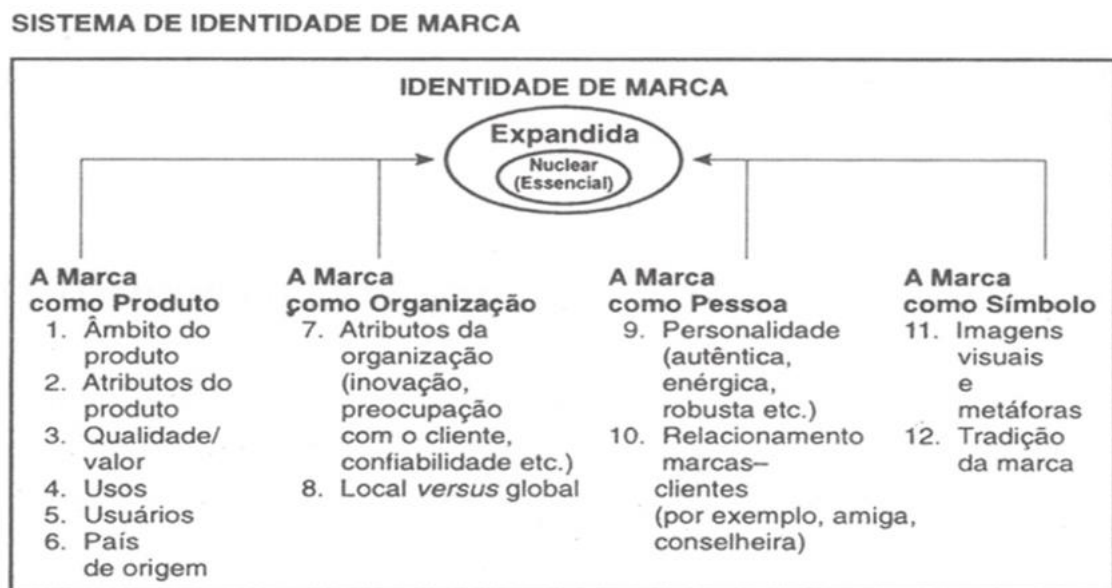 SISTEMA DE IDENTIDADE DE MARCA
IDENTIDADE DE MARCA
Expandida
Nuclear
(Essencial)
A Marca
como Produto
1. Âmbito do
produto
2. Atributos do
produto
3. Qualidade/
valor
4. Usos
5. Usuários
6. País
de origem
A Marca
como Organização
7. Atributos da
organização
(inovação,
preocupação
com o cliente,
confiabilidade etc.)
8. Local versus global
A Marca
como Pessoa
9. Personalidade
(autêntica,
enérgica,
robusta etc.)
10. Relacionamento
marcas–
clientes
(por exemplo, amiga,
conselheira)
A Marca
como Símbolo
11. Imagens
visuais
e
metáforas
12. Tradição
da marca